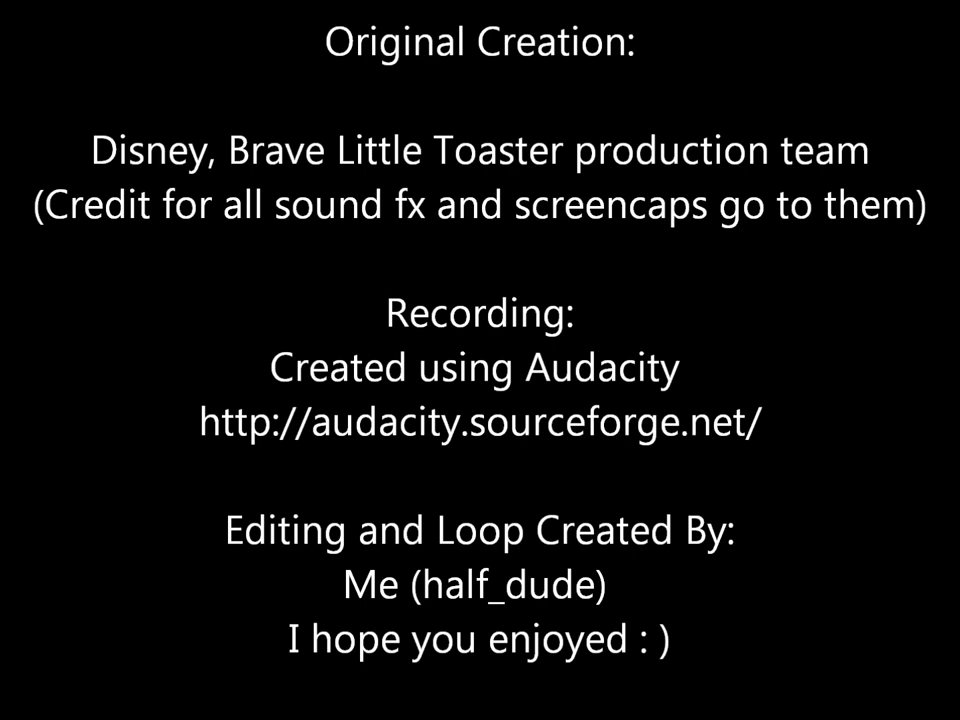 Original Creation:
Disney, Brave Little Toaster production team
(Credit for all sound fx and screencaps go to them)
Recording:
Created using Audacity
http://audacity.sourceforge.net/
Editing and Loop Created By:
Me (half_dude)
I hope you enjoyed : )